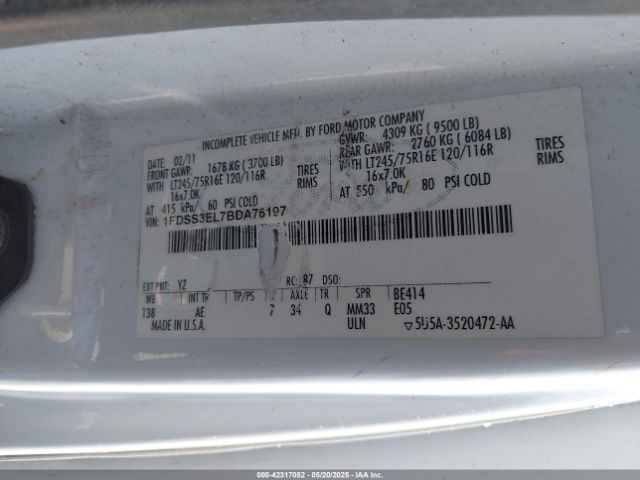 INCOMPLETE VEHICLE MFD. BY FORD MOTOR COMPANY
DATE: 02/11 GVWR: 4309 KG ( 9500 LB)
FRONT GAWR: 1678 KG ( 3700 LB) REAR GAWR: 2760 KG ( 6084 LB)
WITH LT245/75R16E 120/116R TIRES WITH LT245/75R16E 120/116R TIRES
16x7.0K RIMS 16x7.0K RIMS
AT 415 kPa/ 60 PSI COLD AT 550 kPa/ 80 PSI COLD
VIN: 1FDSS3EL7BDA76197
EXT PNT: YZ RC: 87 DSO:
WB INT TR TP/PS AXLE TR SPR BE414
138 AE 7 34 Q MM33 E05
MADE IN U.S.A. ULN ▽5U5A-3520472-AA
000-42317052 - 05/20/2025 - IAAI.COM